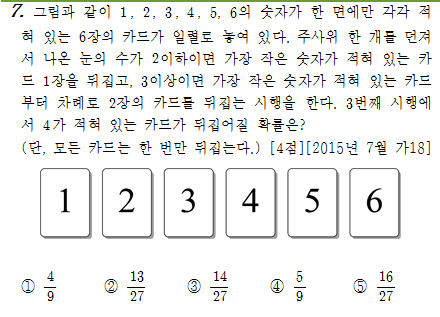 7. 그림과 같이 1, 2, 3, 4, 5, 6의 숫자가 한 면에만 각각 적
혀 있는 6장의 카드가 일렬로 놓여 있다. 주사위 한 개를 던져
서 나온 눈의 수가 2이하이면 가장 작은 숫자가 적혀 있는 카
드 1장을 뒤집고, 3이상이면 가장 작은 숫자가 적혀 있는 카드
부터 차례로 2장의 카드를 뒤집는 시행을 한다. 3번째 시행에
서 4가 적혀 있는 카드가 뒤집어질 확률은?
(단, 모든 카드는 한 번만 뒤집는다.) [4점][2015년 7월 가18]
1 2 3 4 5 6
① 4/9 ② 13/27 ③ 14/27 ④ 5/9 ⑤ 16/27